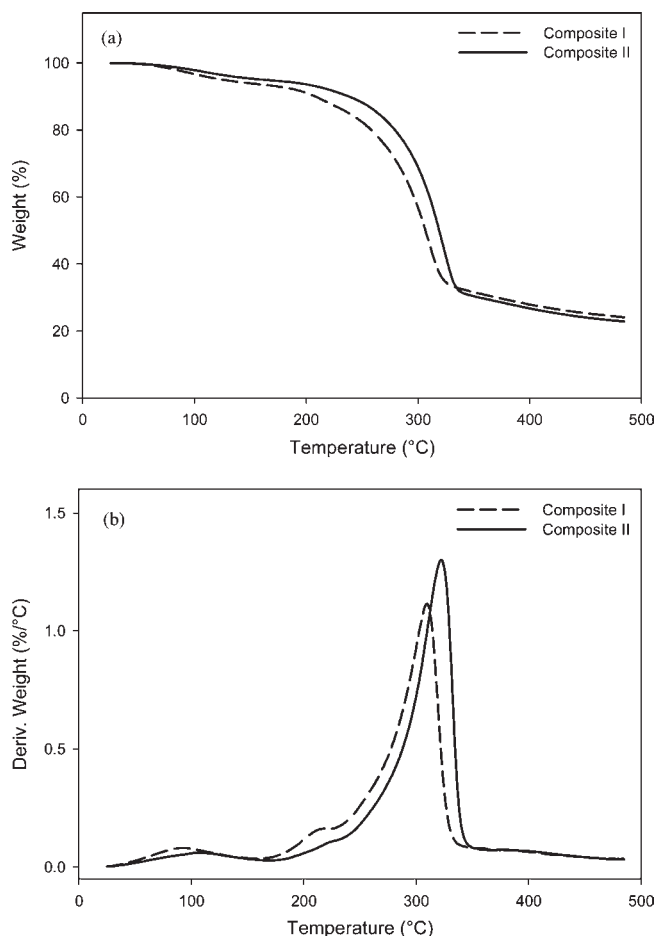 (a)
Composite I
Composite II
100
80
60
40
20
0
Weight (%)
0 100 200 300 400 500
Temperature (°C)
(b)
Composite I
Composite II
1.5
1.0
0.5
0.0
Deriv. Weight (%/°C)
0 100 200 300 400 500
Temperature (°C)